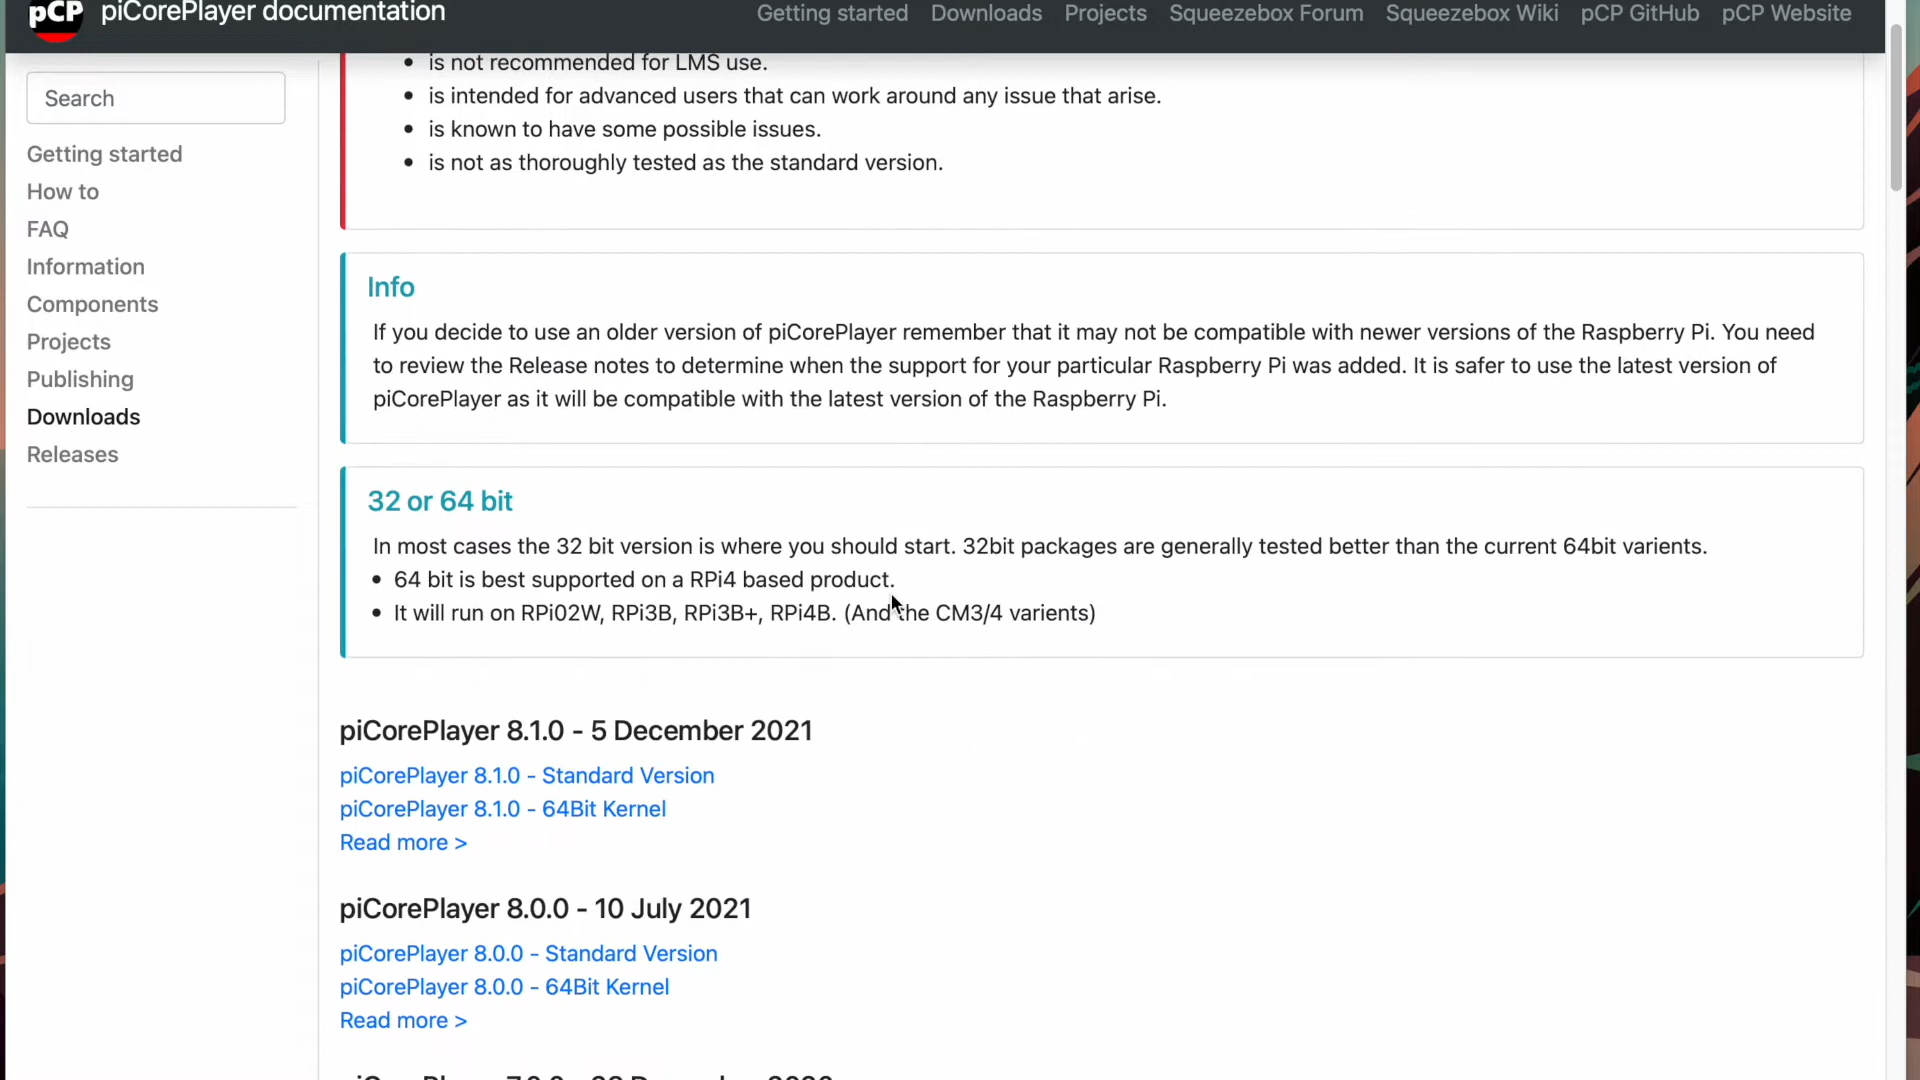 pCP piCorePlayer documentation
Getting started Downloads Projects Squeezebox Forum Squeezebox Wiki pCP GitHub pCP Website
Search
Getting started
How to
FAQ
Information
Components
Projects
Publishing
Downloads
Releases
is not recommended for LMS use.
is intended for advanced users that can work around any issue that arise.
is known to have some possible issues.
is not as thoroughly tested as the standard version.
Info
If you decide to use an older version of piCorePlayer remember that it may not be compatible with newer versions of the Raspberry Pi. You need
to review the Release notes to determine when the support for your particular Raspberry Pi was added. It is safer to use the latest version of
piCorePlayer as it will be compatible with the latest version of the Raspberry Pi.
32 or 64 bit
In most cases the 32 bit version is where you should start. 32bit packages are generally tested better than the current 64bit varients.
64 bit is best supported on a RPi4 based product.
It will run on RPi02W, RPi3B, RPi3B+, RPi4B. (And the CM3/4 varients)
piCorePlayer 8.1.0 - 5 December 2021
piCorePlayer 8.1.0 - Standard Version
piCorePlayer 8.1.0 - 64Bit Kernel
Read more >
piCorePlayer 8.0.0 - 10 July 2021
piCorePlayer 8.0.0 - Standard Version
piCorePlayer 8.0.0 - 64Bit Kernel
Read more >